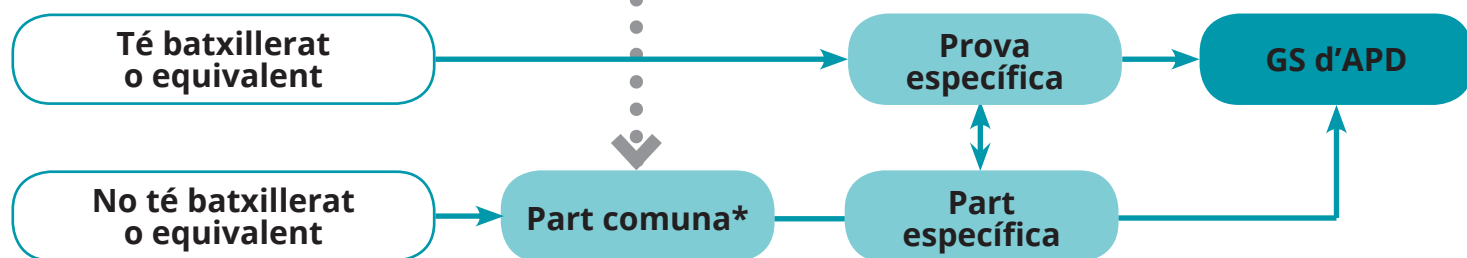 Té batxillerat
o equivalent
Prova
específica
GS d'APD
No té batxillerat
o equivalent
Part comuna*
Part
específica